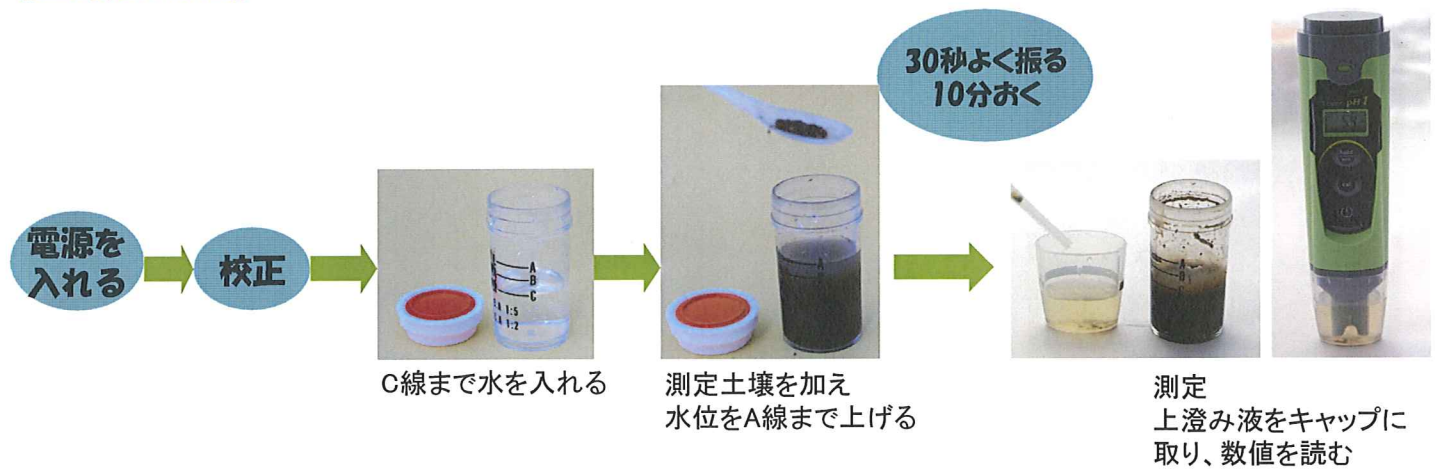 電源を
入れる
校正
A
B
C
1:5
1:2
C線まで水を入れる
測定土壌を加え
水位をA線まで上げる
30秒よく振る
10分おく
pH
測定
上澄み液をキャップに
取り、数値を読む